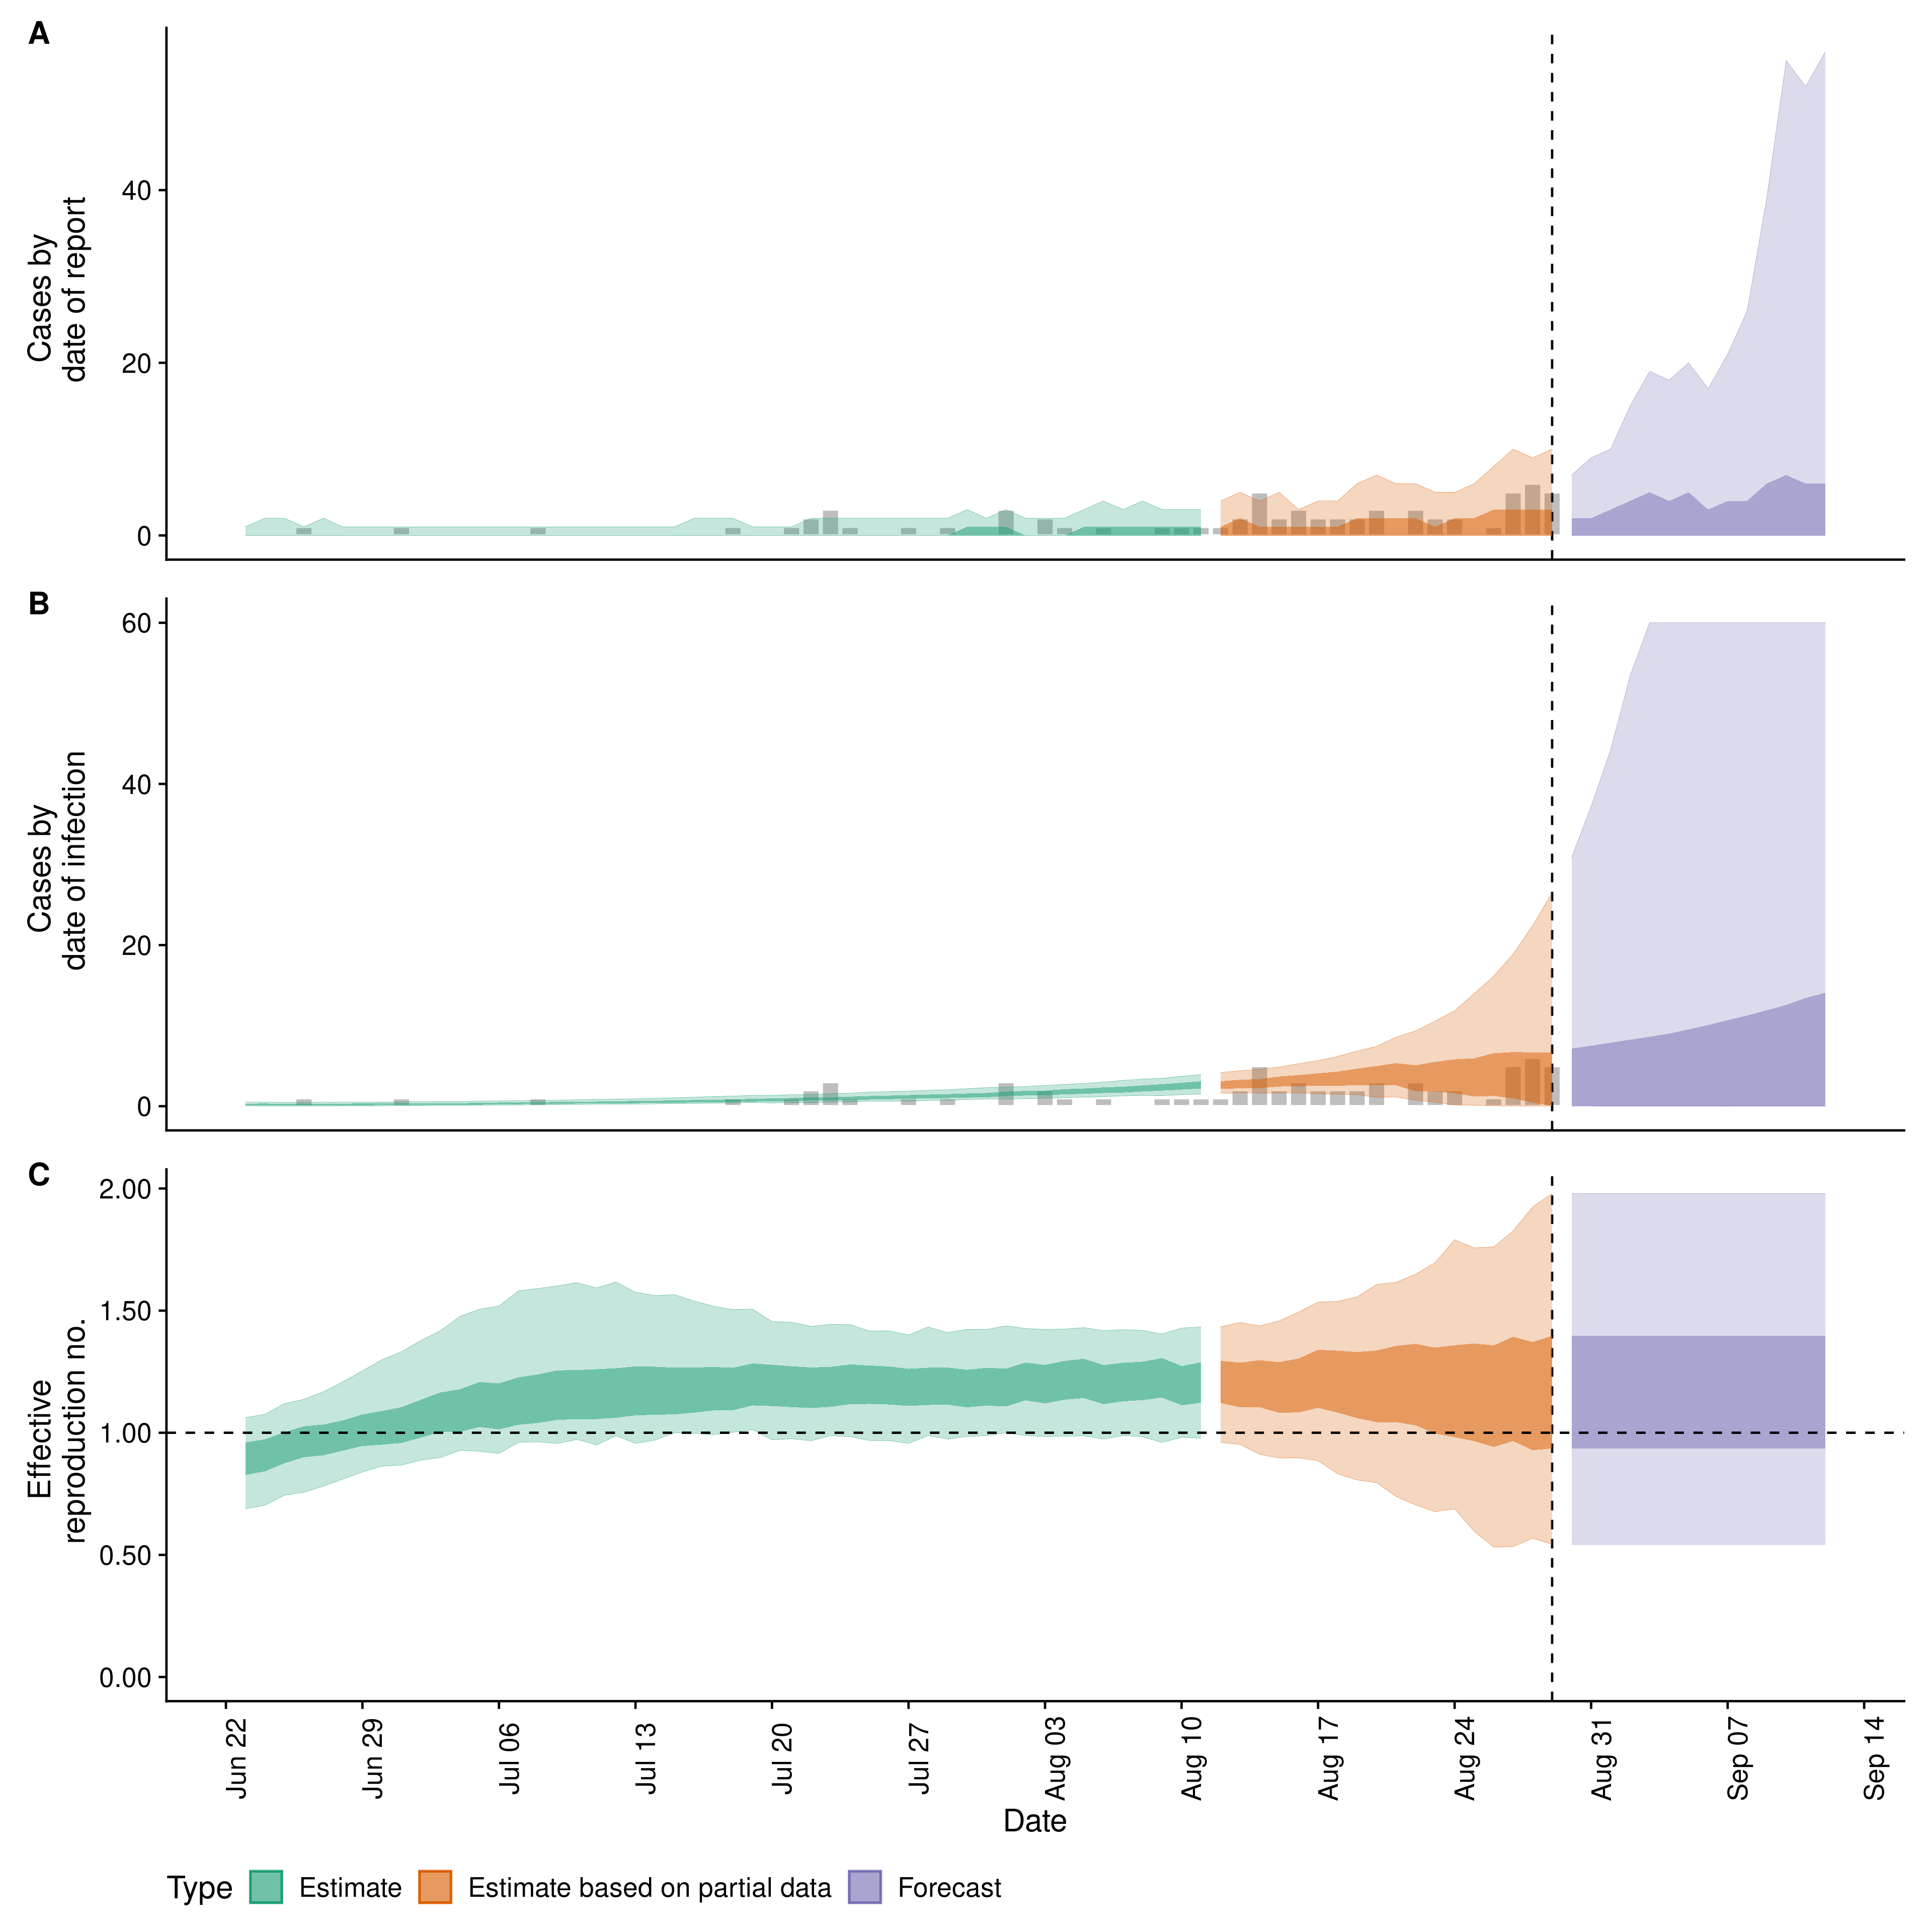 A
Cases by
date of report
40
20
0
B
Cases by
date of infection
60
40
20
0
C
Effective
reproduction no.
2.00
1.50
1.00
0.50
0.00
Jun 22
Jun 29
Jul 06
Jul 13
Jul 20
Jul 27
Aug 03
Aug 10
Aug 17
Aug 24
Aug 31
Sep 07
Sep 14
Date
Type Estimate Estimate based on partial data Forecast